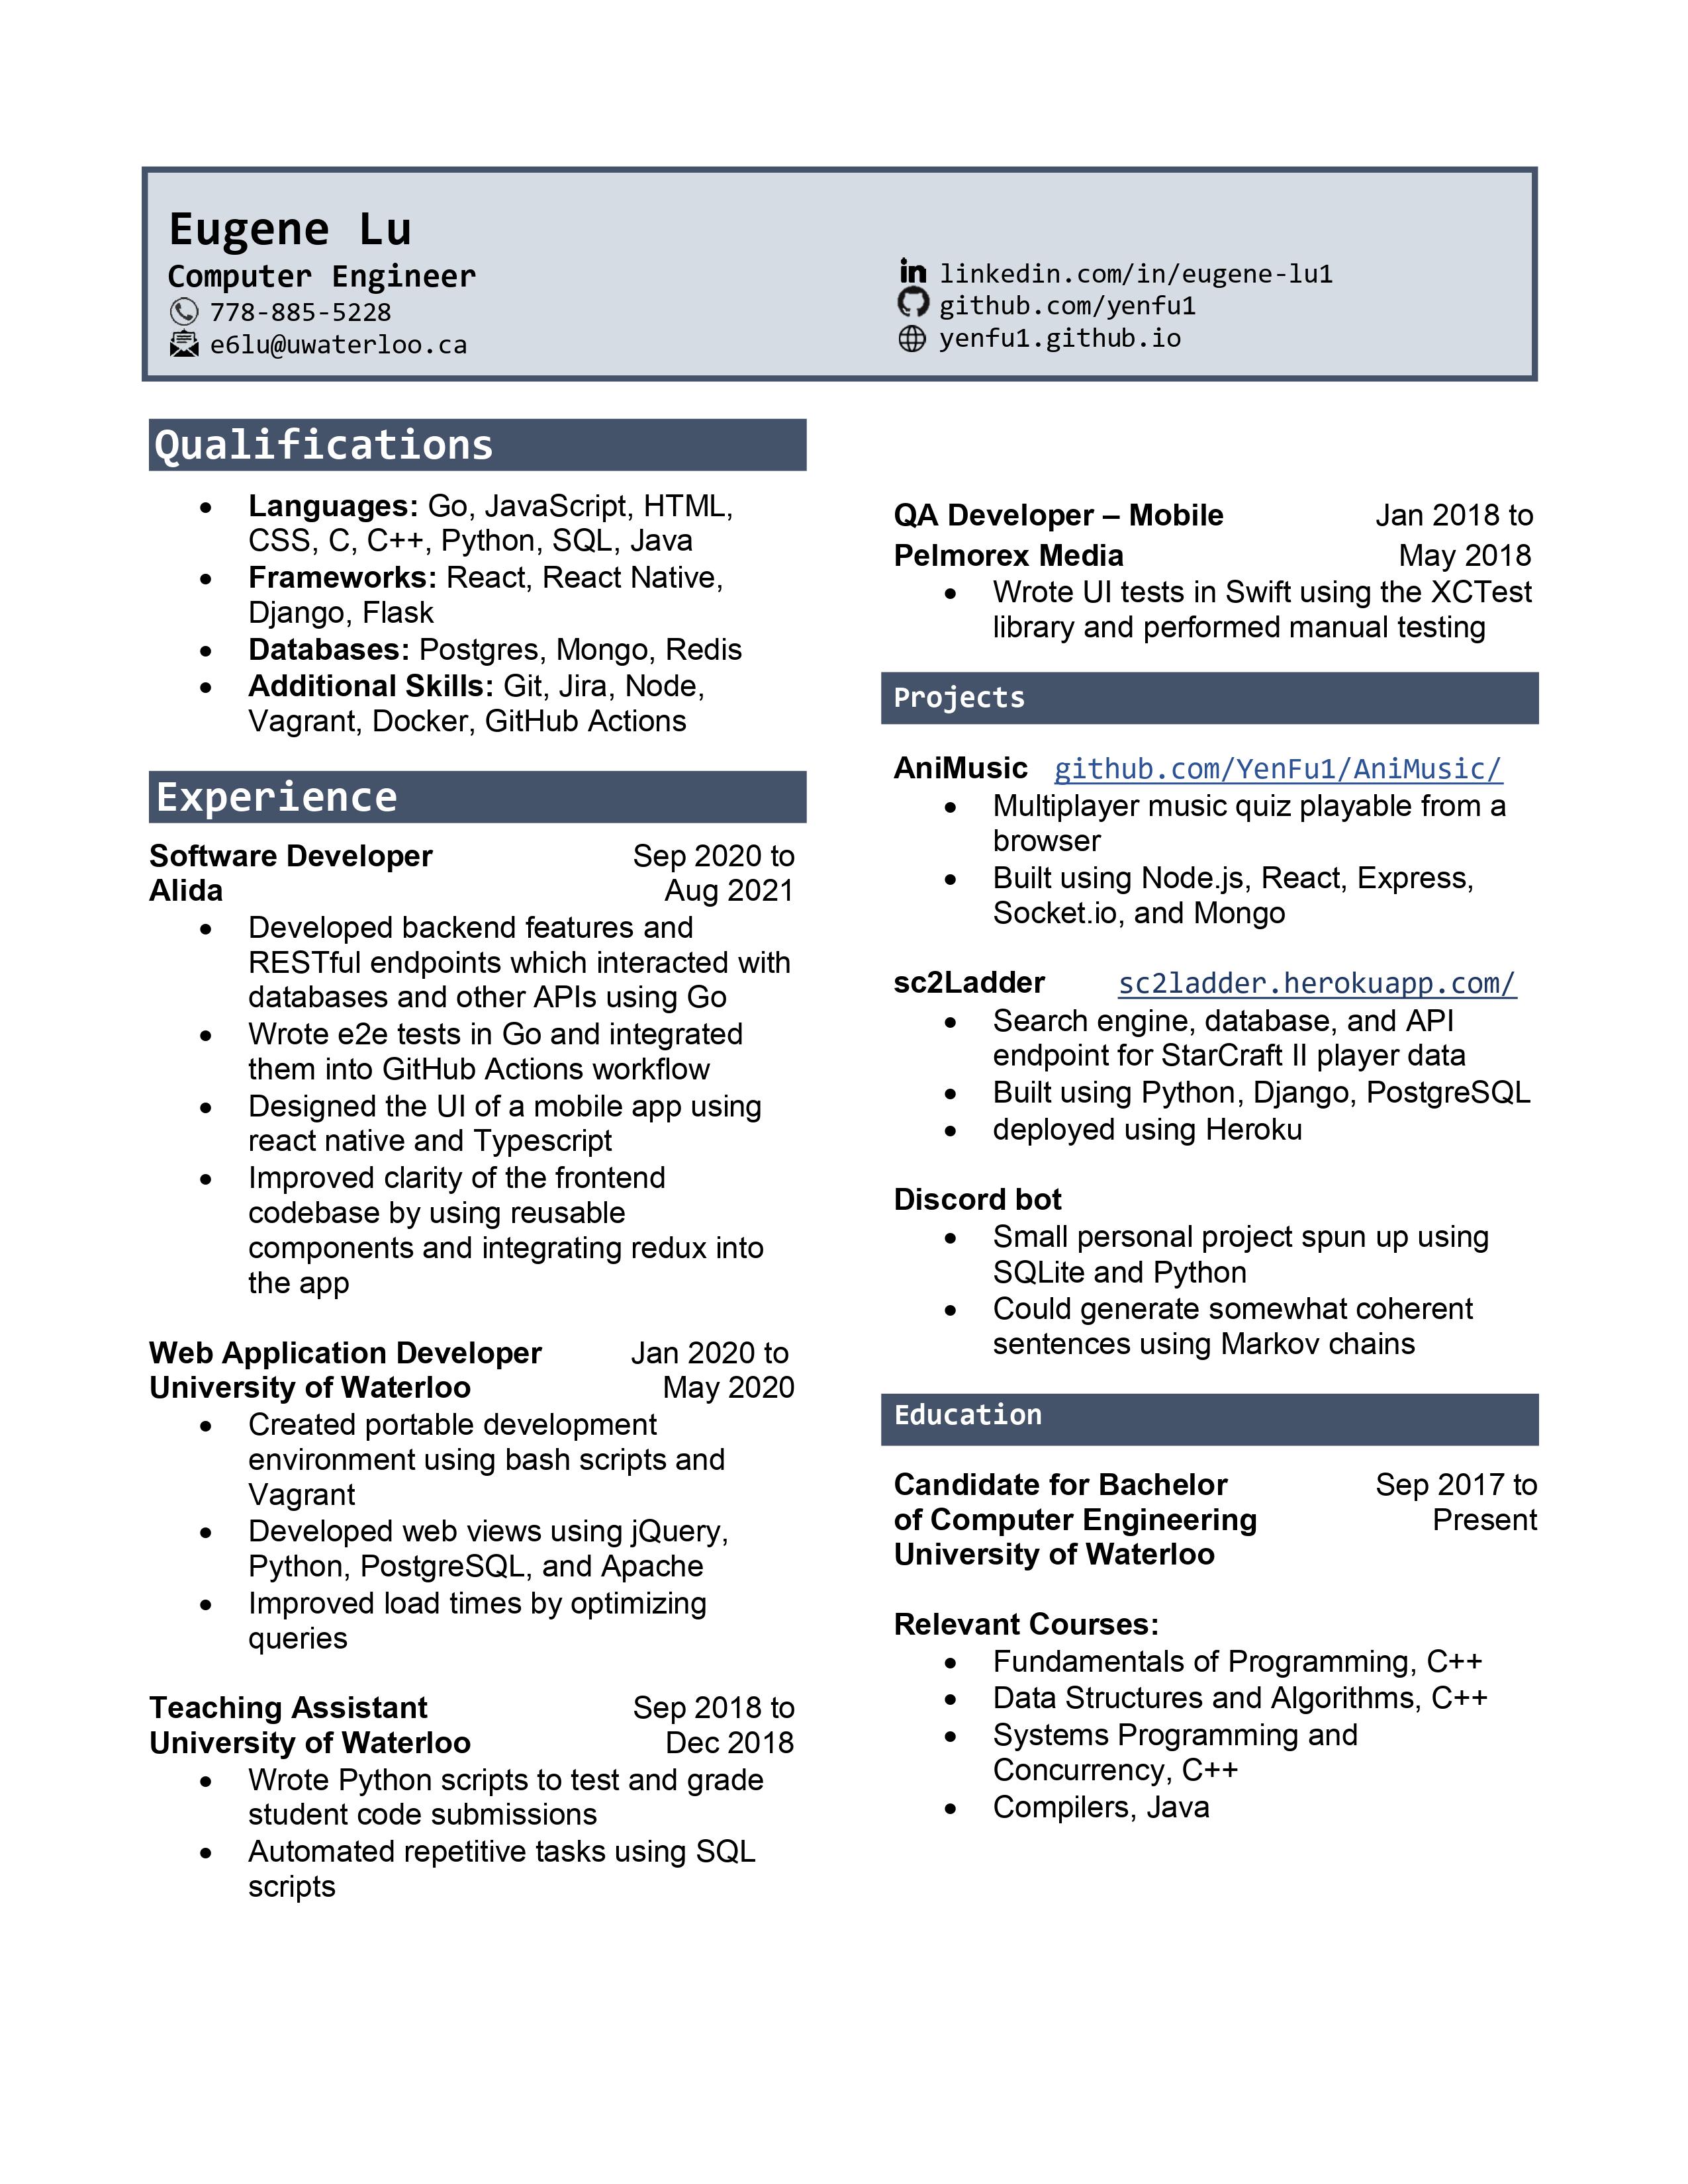 Eugene Lu
Computer Engineer
778-885-5228
e6lu@uwaterloo.ca
linkedin.com/in/eugene-lu1
github.com/yenfu1
yenfu1.github.io
Qualifications
• Languages: Go, JavaScript, HTML,
CSS, C, C++, Python, SQL, Java
• Frameworks: React, React Native,
Django, Flask
• Databases: Postgres, Mongo, Redis
• Additional Skills: Git, Jira, Node,
Vagrant, Docker, GitHub Actions
Experience
Software Developer Sep 2020 to
Alida Aug 2021
• Developed backend features and
RESTful endpoints which interacted with
databases and other APIs using Go
• Wrote e2e tests in Go and integrated
them into GitHub Actions workflow
• Designed the UI of a mobile app using
react native and Typescript
• Improved clarity of the frontend
codebase by using reusable
components and integrating redux into
the app
Web Application Developer Jan 2020 to
University of Waterloo May 2020
• Created portable development
environment using bash scripts and
Vagrant
• Developed web views using jQuery,
Python, PostgreSQL, and Apache
• Improved load times by optimizing
queries
Teaching Assistant Sep 2018 to
University of Waterloo Dec 2018
• Wrote Python scripts to test and grade
student code submissions
• Automated repetitive tasks using SQL
scripts
QA Developer – Mobile Jan 2018 to
Pelmorex Media May 2018
• Wrote UI tests in Swift using the XCTest
library and performed manual testing
Projects
AniMusic github.com/YenFu1/AniMusic/
• Multiplayer music quiz playable from a
browser
• Built using Node.js, React, Express,
Socket.io, and Mongo
sc2Ladder sc2ladder.herokuapp.com/
• Search engine, database, and API
endpoint for StarCraft II player data
• Built using Python, Django, PostgreSQL
• deployed using Heroku
Discord bot
• Small personal project spun up using
SQLite and Python
• Could generate somewhat coherent
sentences using Markov chains
Education
Candidate for Bachelor Sep 2017 to
of Computer Engineering Present
University of Waterloo
Relevant Courses:
• Fundamentals of Programming, C++
• Data Structures and Algorithms, C++
• Systems Programming and
Concurrency, C++
• Compilers, Java